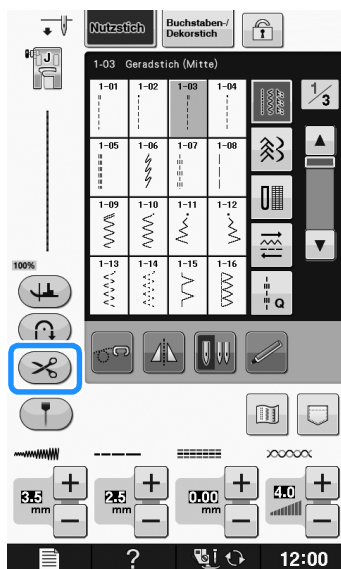 Nutzstich
Buchstaben-/
Dekorstich
J
1-03 Geradstich (Mitte)
1/3
1-01 1-02 1-03 1-04
1-05 1-06 1-07 1-08
1-09 1-10 1-11 1-12
1-13 1-14 1-15 1-16
Q
100%
3.5
mm
2.5
mm
0.00
mm
4.0
?
12:00